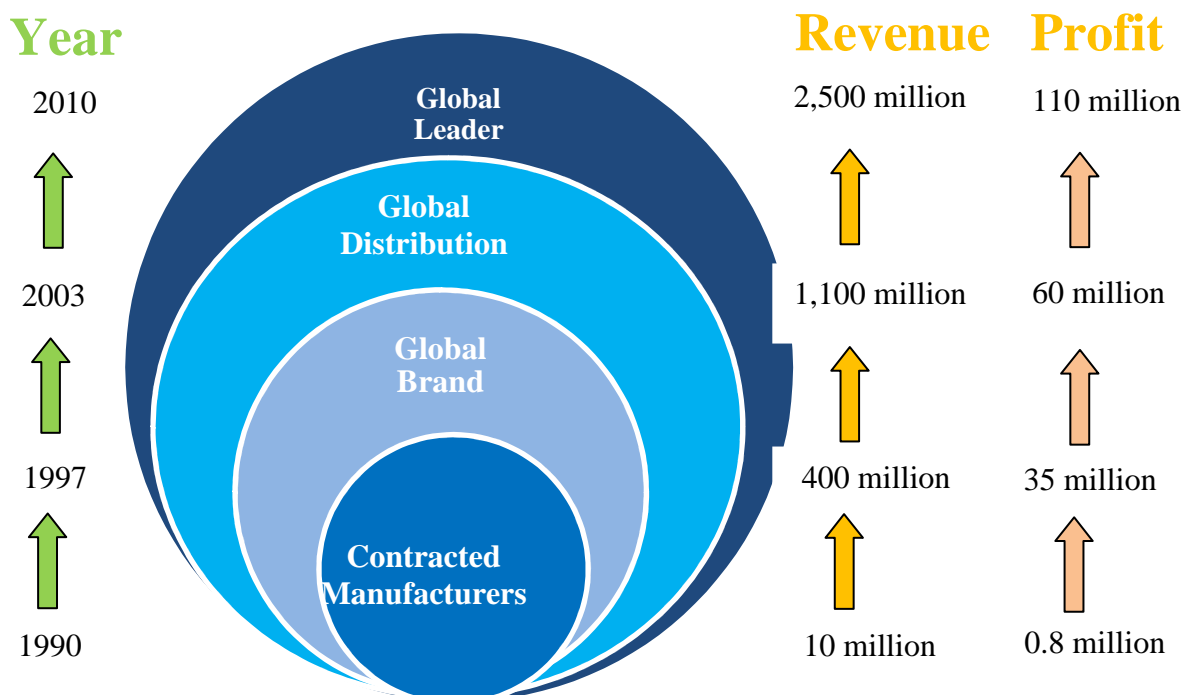 Year
Revenue
Profit
2010
Global
Leader
2,500 million
110 million
Global
Distribution
2003
1,100 million
60 million
Global
Brand
1997
400 million
35 million
Contracted
Manufacturers
1990
10 million
0.8 million